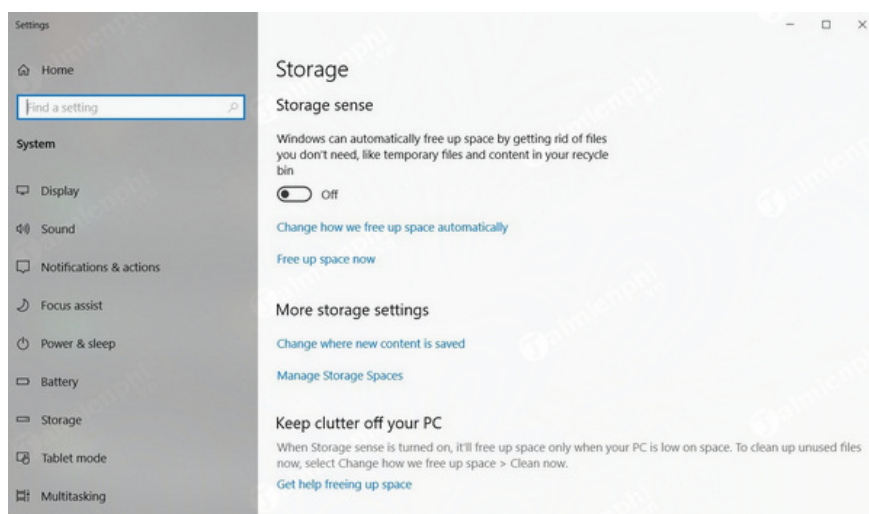 Settings
Home
Find a setting
System
Display
Sound
Notifications & actions
Focus assist
Power & sleep
Battery
Storage
Tablet mode
Multitasking
Storage
Storage sense
Windows can automatically free up space by getting rid of files
you don't need, like temporary files and content in your recycle
bin
Off
Change how we free up space automatically
Free up space now
More storage settings
Change where new content is saved
Manage Storage Spaces
Keep clutter off your PC
When Storage sense is turned on, it'll free up space only when your PC is low on space. To clean up unused files
now, select Change how we free up space > Clean now.
Get help freeing up space